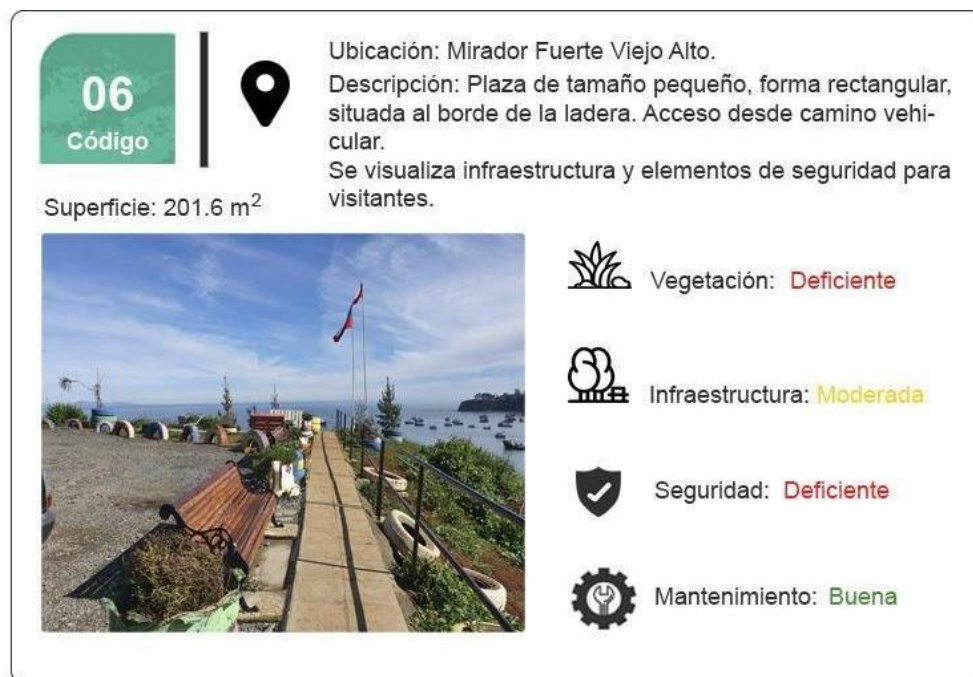 06
Código
Ubicación: Mirador Fuerte Viejo Alto.
Descripción: Plaza de tamaño pequeño, forma rectangular,
situada al borde de la ladera. Acceso desde camino vehi-
cular.
Se visualiza infraestructura y elementos de seguridad para
visitantes.
Superficie: 201.6 m²
Vegetación: Deficiente
Infraestructura: Moderada
Seguridad: Deficiente
Mantenimiento: Buena